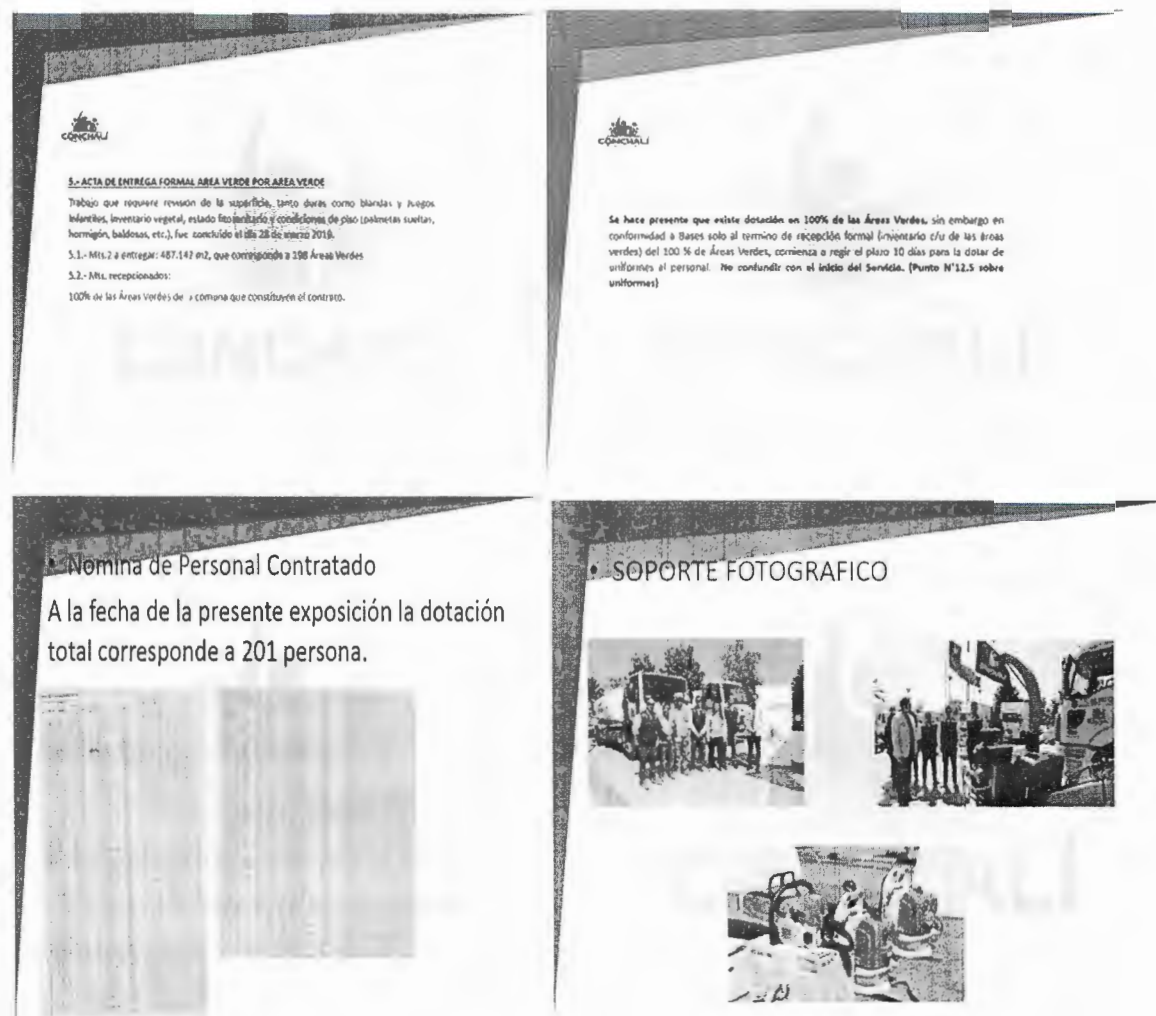 CONCHALÍ
5.- ACTA DE ENTREGA FORMAL AREA VERDE POR AREA VERDE
Trabajo que requiere revisión de la superficie, tanto duras como blandas y Juegos
Infantiles, inventario vegetal, estado fitosanitario y condiciones de piso (palmetas sueltas,
hormigón, baldosas, etc.), fue concluido el día 28 de marzo 2019.
5.1.- Mts.2 a entregar: 487.142 m2, que corresponde a 198 Áreas Verdes
5.2.- Mts. recepcionados:
100% de las Áreas Verdes de a comuna que constituyen el contrato.
CONCHALÍ
Se hace presente que existe dotación en 100% de las Áreas Verdes, sin embargo en
conformidad a Bases solo al termino de recepción formal (inventario c/u de las áreas
verdes) del 100 % de Áreas Verdes, comienza a regir el plazo 10 días para la dotar de
uniformes al personal. No confundir con el inicio del Servicio. (Punto N°12.5 sobre
uniformes)
• Nomina de Personal Contratado
A la fecha de la presente exposición la dotación
total corresponde a 201 persona.
• SOPORTE FOTOGRAFICO